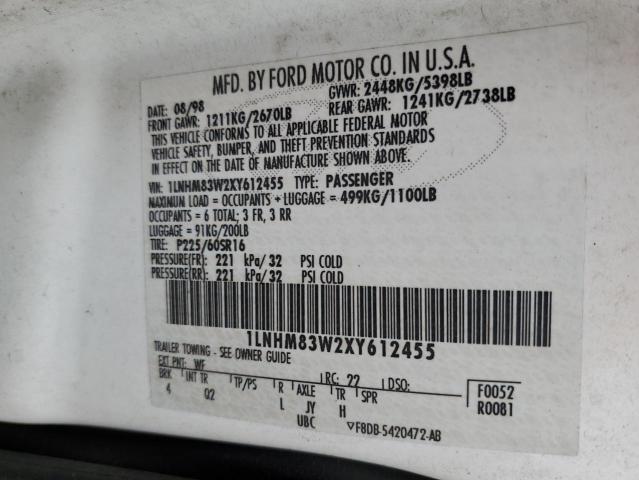 MFD. BY FORD MOTOR CO. IN U.S.A.
DATE: 08/98 GVWR: 2448KG/5398LB
FRONT GAWR: 1211KG/2670LB REAR GAWR: 1241KG/2738LB
THIS VEHICLE CONFORMS TO ALL APPLICABLE FEDERAL MOTOR
VEHICLE SAFETY, BUMPER, AND THEFT PREVENTION STANDARDS
IN EFFECT ON THE DATE OF MANUFACTURE SHOWN ABOVE.
VIN: 1LNHM83W2XY612455 TYPE: PASSENGER
MAXIMUM LOAD = OCCUPANTS + LUGGAGE = 499KG/1100LB
OCCUPANTS = 6 TOTAL; 3 FR, 3 RR
LUGGAGE = 91KG/200LB
TIRE: P225/60SR16
PRESSURE(FR): 221 kPa/32 PSI COLD
PRESSURE(RR): 221 kPa/32 PSI COLD
1LNHM83W2XY612455
TRAILER TOWING - SEE OWNER GUIDE
EXT PNT: WF RC: 22 DSO: F0052
BRK INT TR TP/PS R AXLE TR SPR R0081
4 Q2 L JY H
UBC ▽F8DB-5420472-AB